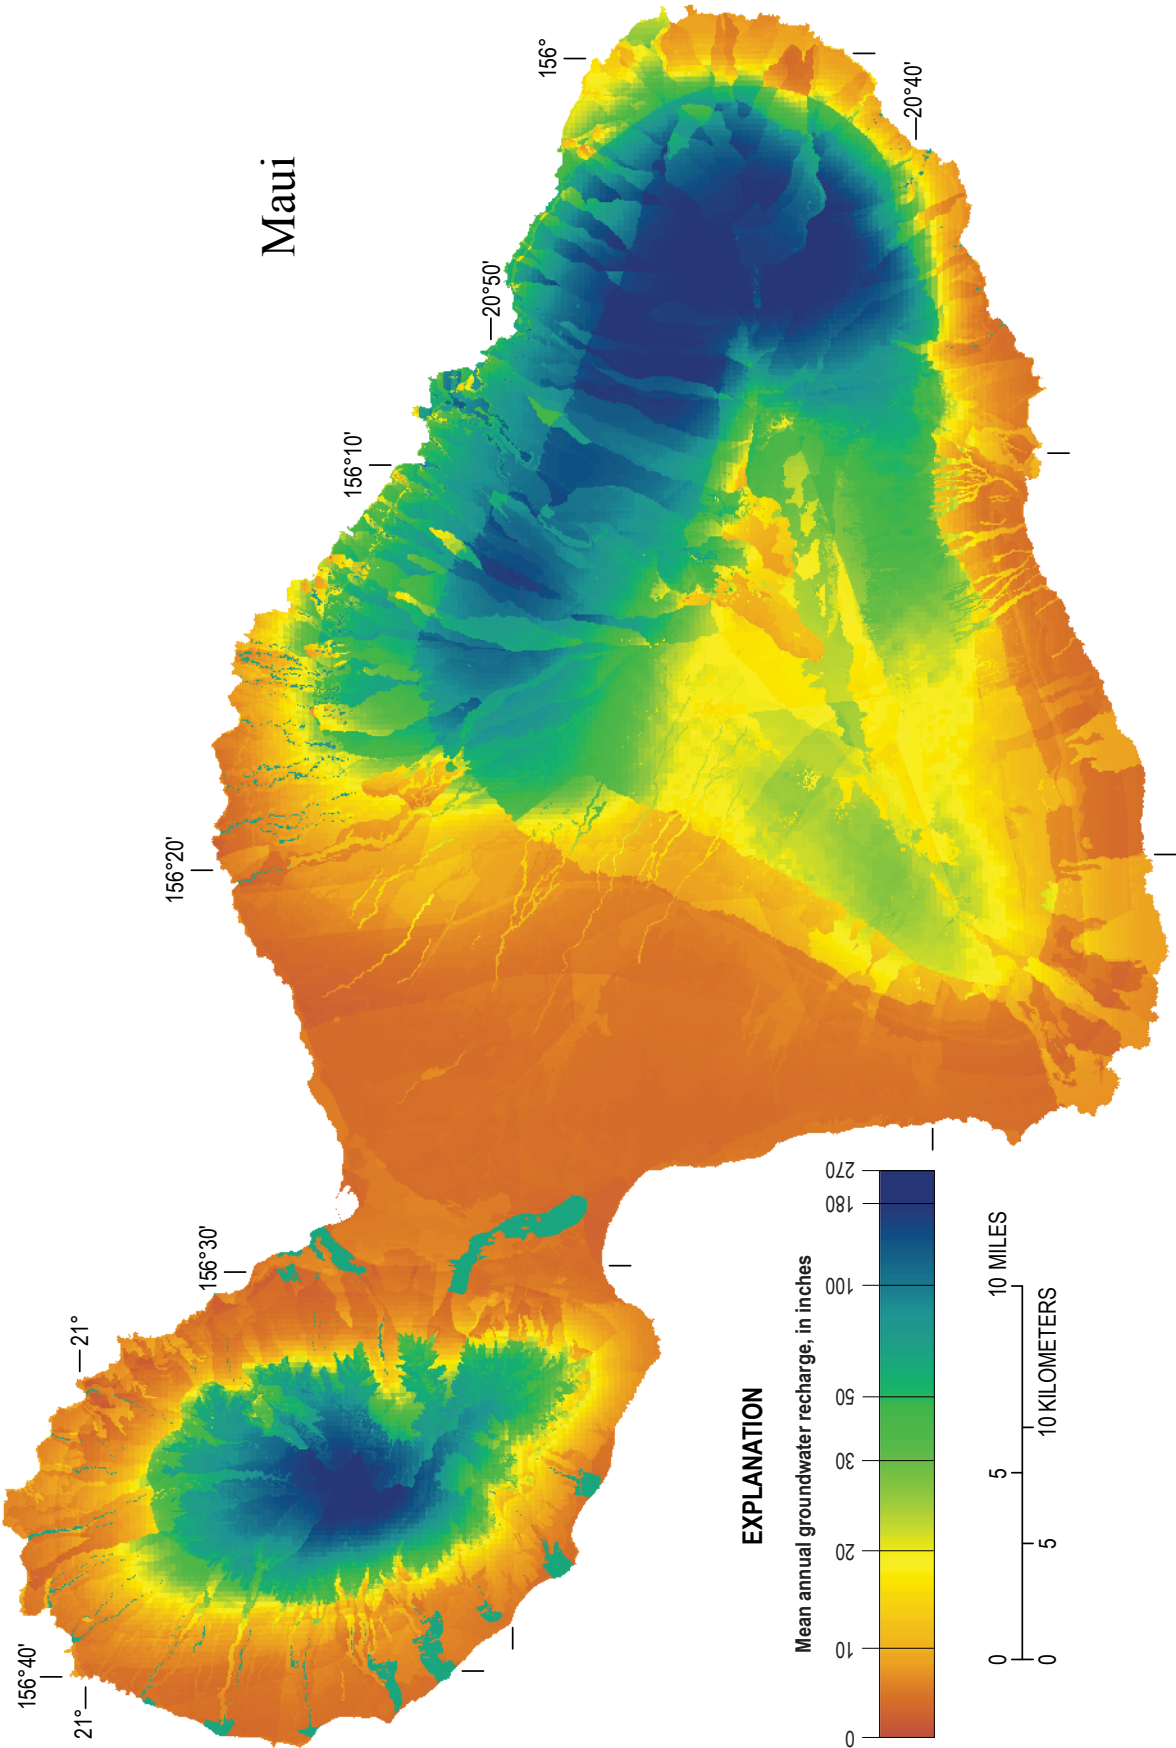 Maui
156°
20°40'
20°50'
156°10'
156°20'
156°30'
21°
156°40'
21°
EXPLANATION
Mean annual groundwater recharge, in inches
0 10 20 30 50 100 180 270
0 5 10 MILES
0 5 10 KILOMETERS